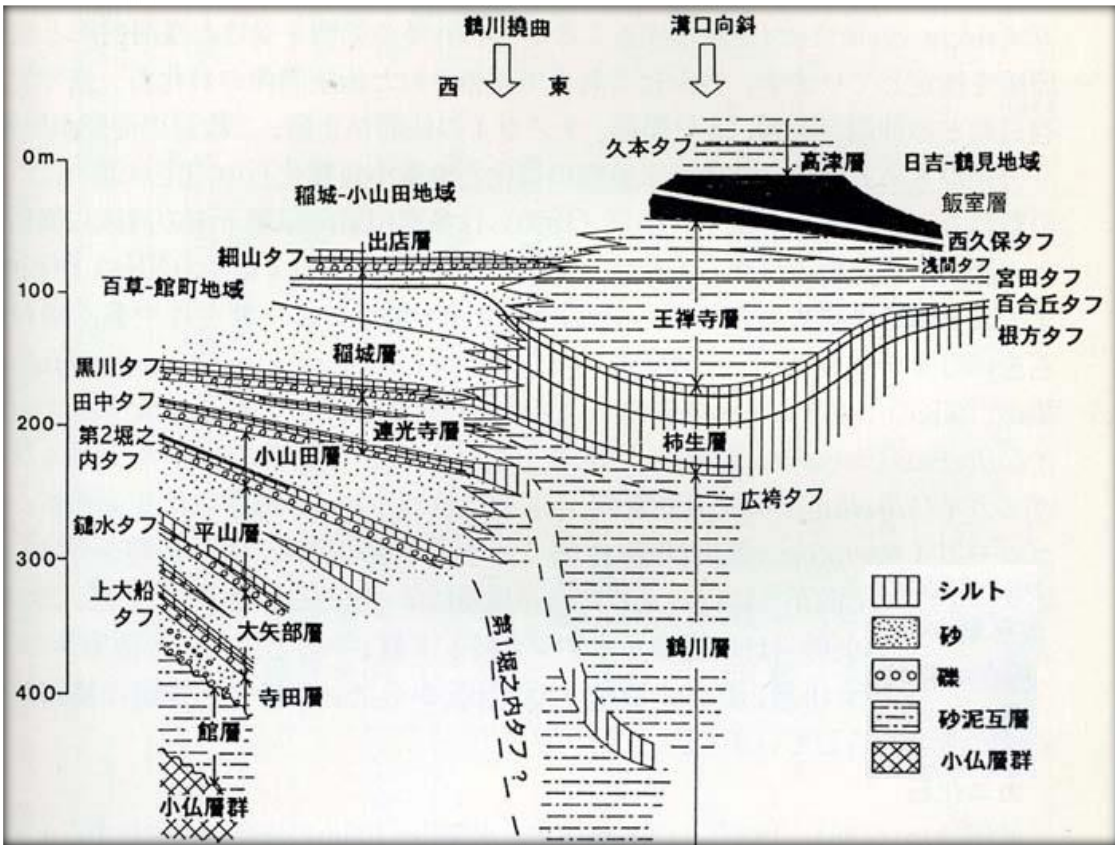 鶴川撓曲
溝口向斜
西 東
久本タフ
高津層
日吉-鶴見地域
0m
稲城-小山田地域
飯室層
出店層
西久保タフ
細山タフ
浅間タフ
宮田タフ
100
百草-館町地域
王禅寺層
百合丘タフ
根方タフ
稲城層
黒川タフ
田中タフ
200
連光寺層
柿生層
第2堀之
内タフ
小山田層
広袴タフ
鑓水タフ
平山層
300
上大船
タフ
大矢部層
第1堀之内タフ?
鶴川層
400
寺田層
館層
小仏層群
シルト
砂
礫
砂泥互層
小仏層群